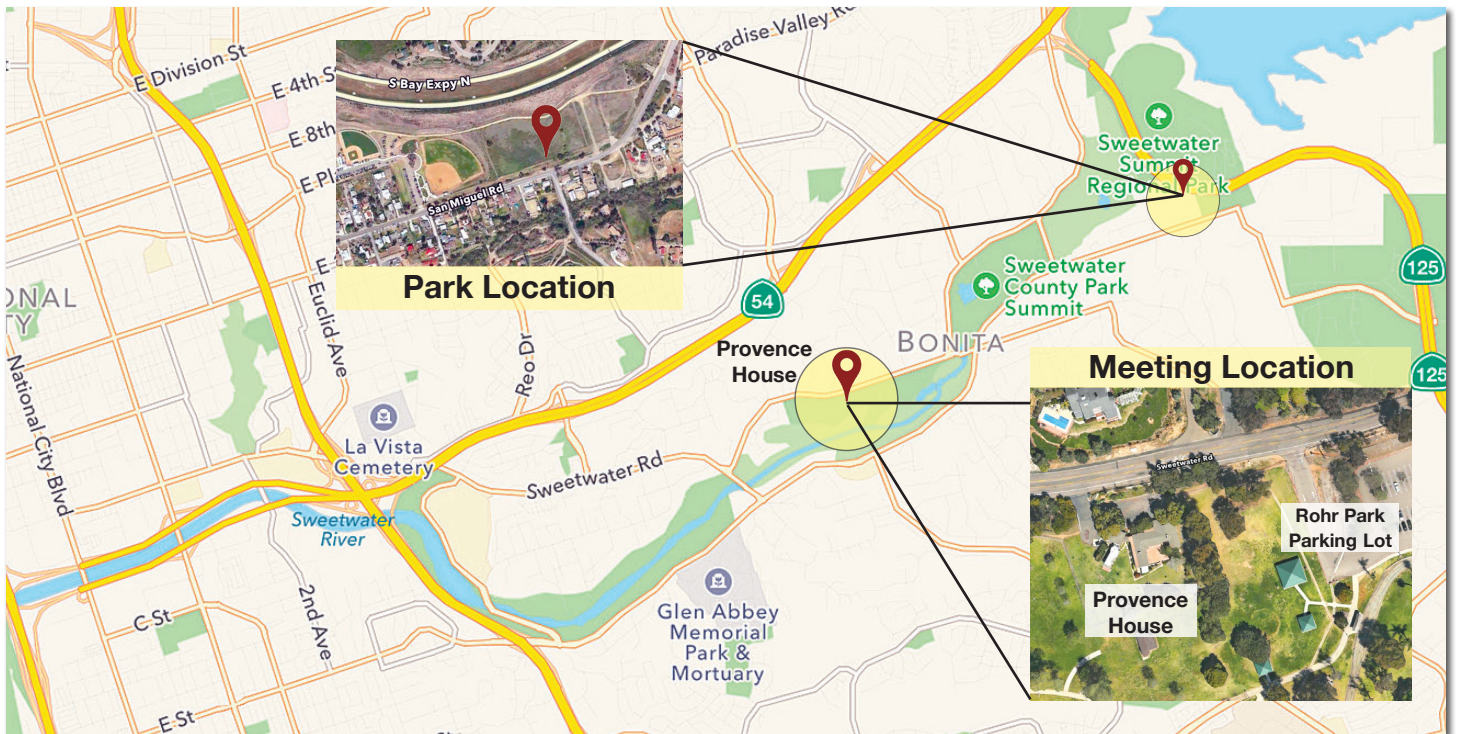 E Division St
E 4th S
E 8th
E Pl
E
Paradise Valley Rd
S Bay Expy N
San Miguel Rd
Park Location
Sweetwater
Summit
Regional Park
Sweetwater
County Park
Summit
125
125
54
BONITA
ONAL
TY
Euclid Ave
Reo Dr
National City Blvd
La Vista
Cemetery
Sweetwater Rd
Sweetwater
River
Provence
House
Meeting Location
Sweetwater Rd
Rohr Park
Parking Lot
Provence
House
Glen Abbey
Memorial
Park &
Mortuary
C St
2nd Ave
E St